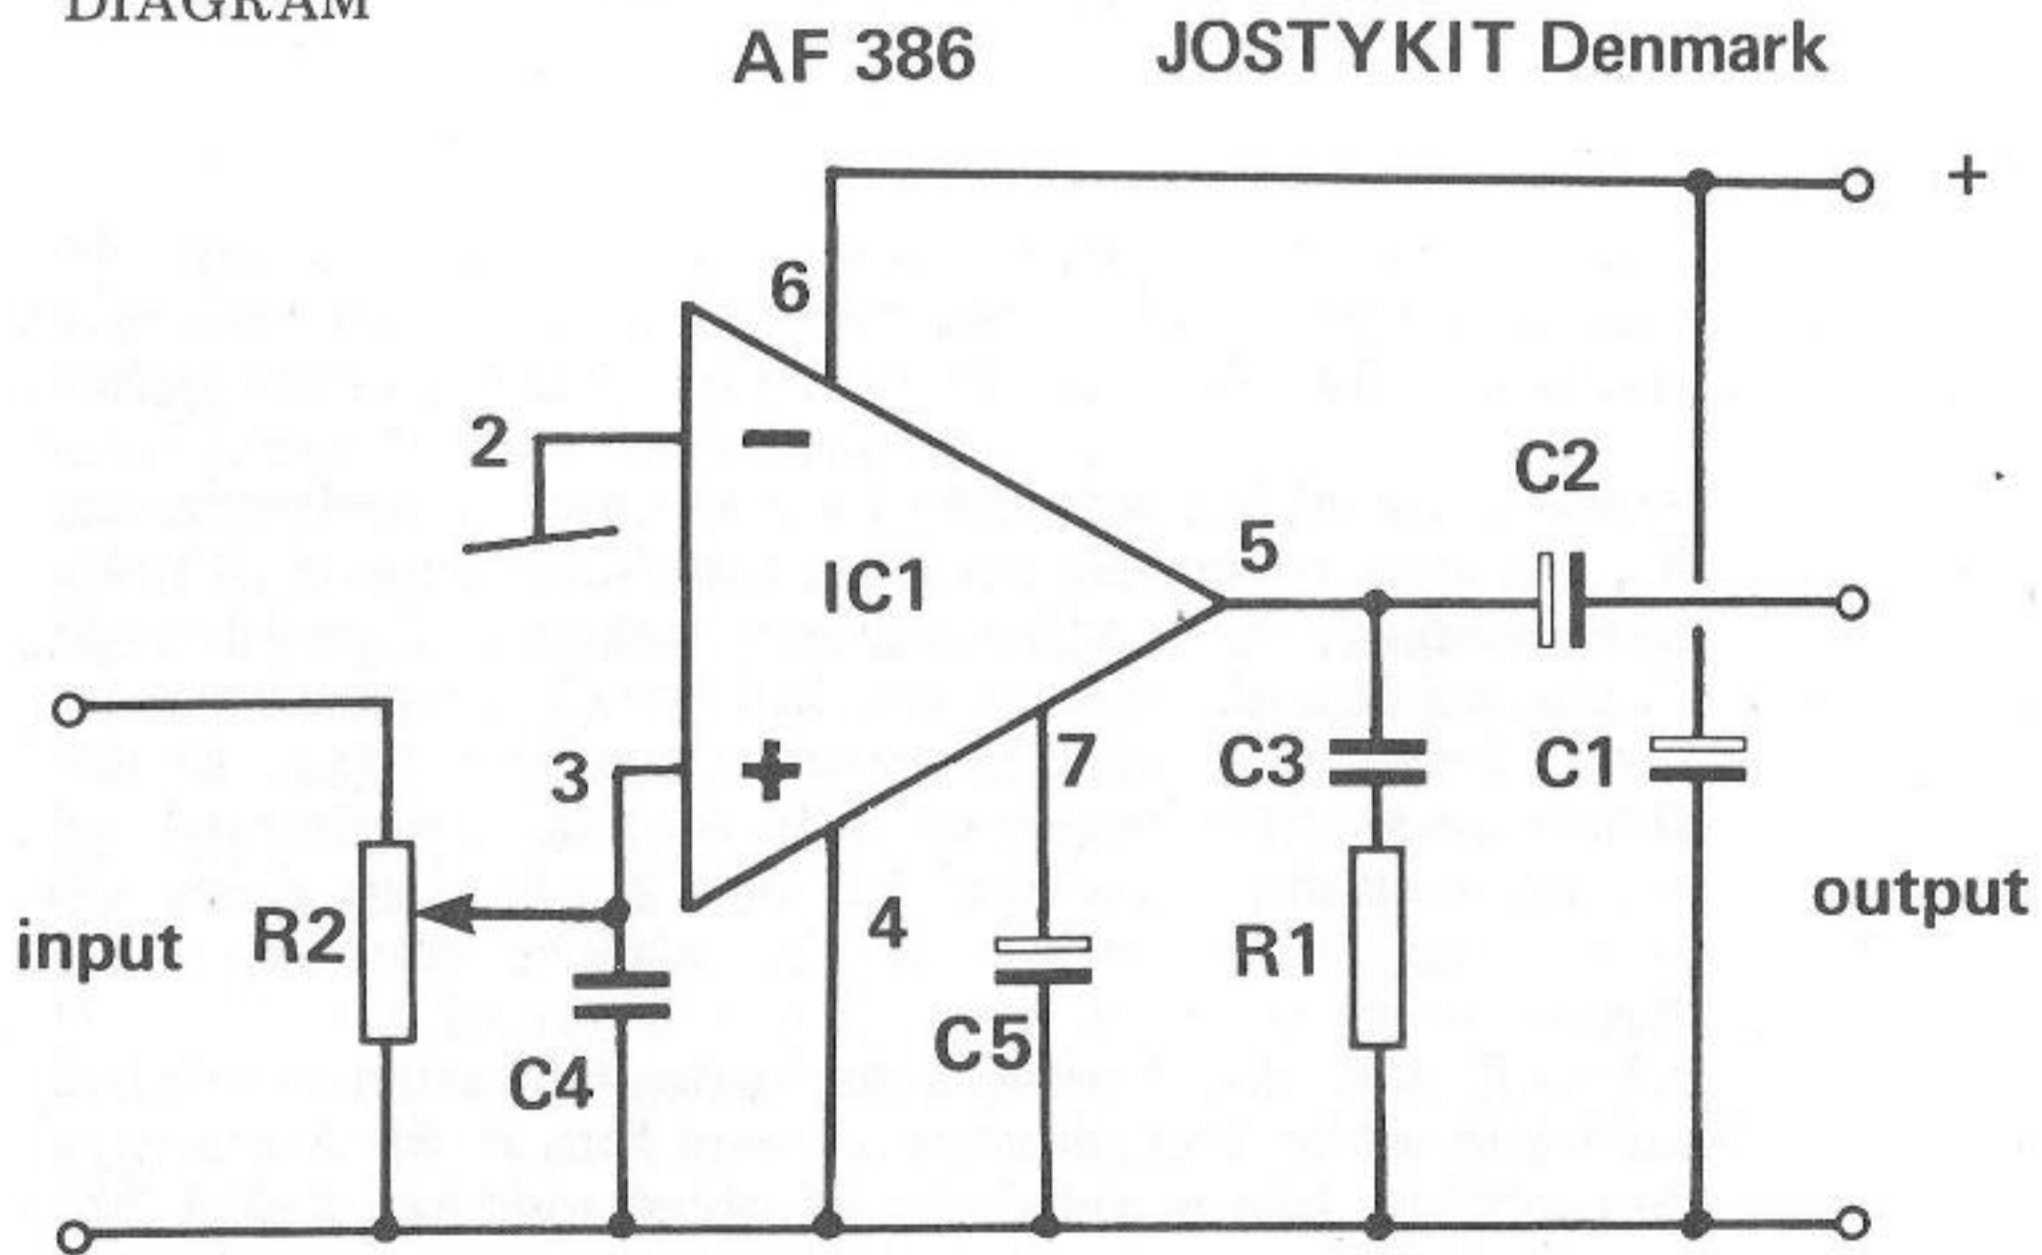 DIAGRAM
AF 386 JOSTYKIT Denmark
+
6
2
−
C2
5
IC1
3
+
7
C3
C1
input
R2
4
R1
output
C5
C4